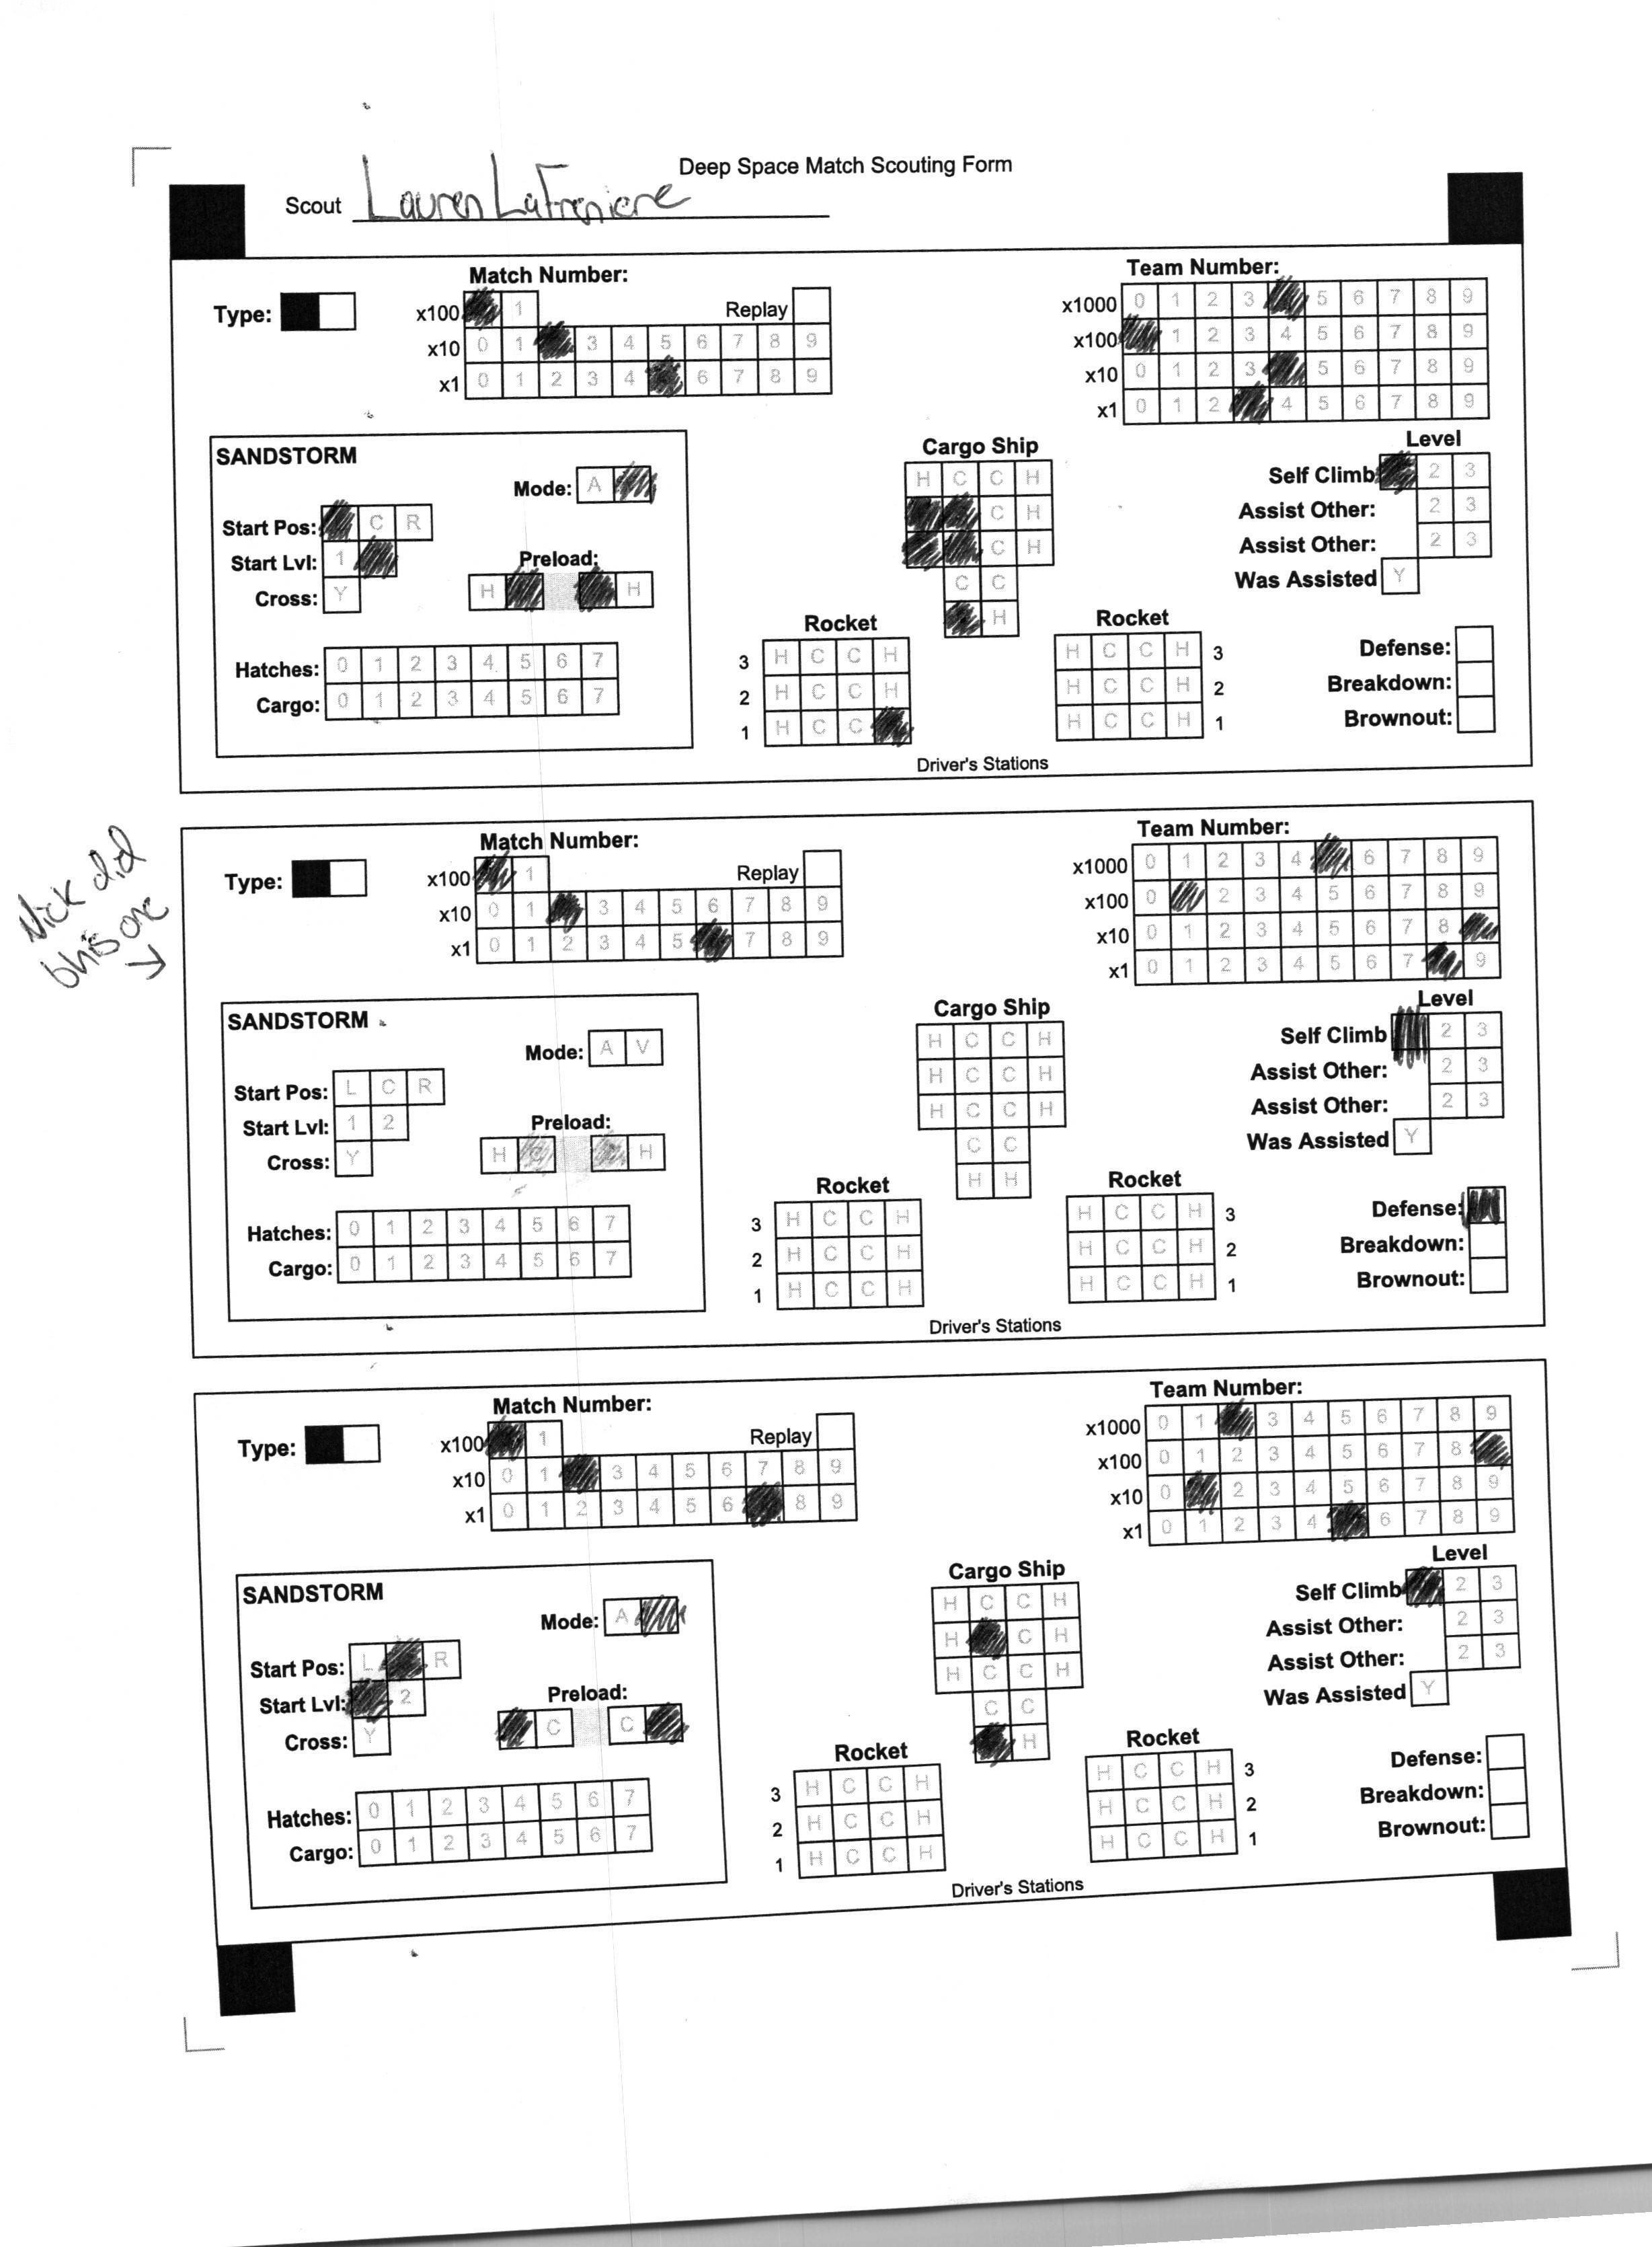 Deep Space Match Scouting Form
Scout Lauren LaFreniere
Match Number:
Team Number:
Type:
x100 1
Replay
x10 0 1 3 4 5 6 7 8 9
x1 0 1 2 3 4 6 7 8 9
x1000 0 1 2 3 5 6 7 8 9
x100 1 2 3 4 5 6 7 8 9
x10 0 1 2 3 5 6 7 8 9
x1 0 1 2 4 5 6 7 8 9
SANDSTORM
Mode: A
Start Pos: C R
Start Lvl: 1
Cross: Y
Preload:
H H
Hatches: 0 1 2 3 4 5 6 7
Cargo: 0 1 2 3 4 5 6 7
Cargo Ship
H C C H
C H
C H
C C
H
Rocket
3 H C C H
2 H C C H
1 H C C
Rocket
H C C H 3
H C C H 2
H C C H 1
Driver's Stations
Level
Self Climb 2 3
Assist Other: 2 3
Assist Other: 2 3
Was Assisted Y
Defense:
Breakdown:
Brownout:
Nick did
this one
↓
Match Number:
Team Number:
Type:
x100 1
Replay
x10 0 1 3 4 5 6 7 8 9
x1 0 1 2 3 4 5 7 8 9
x1000 0 1 2 3 4 6 7 8 9
x100 0 2 3 4 5 6 7 8 9
x10 0 1 2 3 4 5 6 7 8
x1 0 1 2 3 4 5 6 7 9
SANDSTORM
Mode: A V
Start Pos: L C R
Start Lvl: 1 2
Cross: Y
Preload:
H C C H
Hatches: 0 1 2 3 4 5 6 7
Cargo: 0 1 2 3 4 5 6 7
Cargo Ship
H C C H
H C C H
H C C H
C C
H H
Rocket
3 H C C H
2 H C C H
1 H C C H
Rocket
H C C H 3
H C C H 2
H C C H 1
Driver's Stations
Level
Self Climb 2 3
Assist Other: 2 3
Assist Other: 2 3
Was Assisted Y
Defense:
Breakdown:
Brownout:
Match Number:
Team Number:
Type:
x100 1
Replay
x10 0 1 3 4 5 6 7 8 9
x1 0 1 2 3 4 5 6 8 9
x1000 0 1 3 4 5 6 7 8 9
x100 0 1 2 3 4 5 6 7 8
x10 0 2 3 4 5 6 7 8 9
x1 0 1 2 3 4 6 7 8 9
SANDSTORM
Mode: A
Start Pos: L R
Start Lvl: 2
Cross: Y
Preload:
C C
Hatches: 0 1 2 3 4 5 6 7
Cargo: 0 1 2 3 4 5 6 7
Cargo Ship
H C C H
H C H
H C C H
C C
H
Rocket
3 H C C H
2 H C C H
1 H C C H
Rocket
H C C H 3
H C C H 2
H C C H 1
Driver's Stations
Level
Self Climb 2 3
Assist Other: 2 3
Assist Other: 2 3
Was Assisted Y
Defense:
Breakdown:
Brownout: